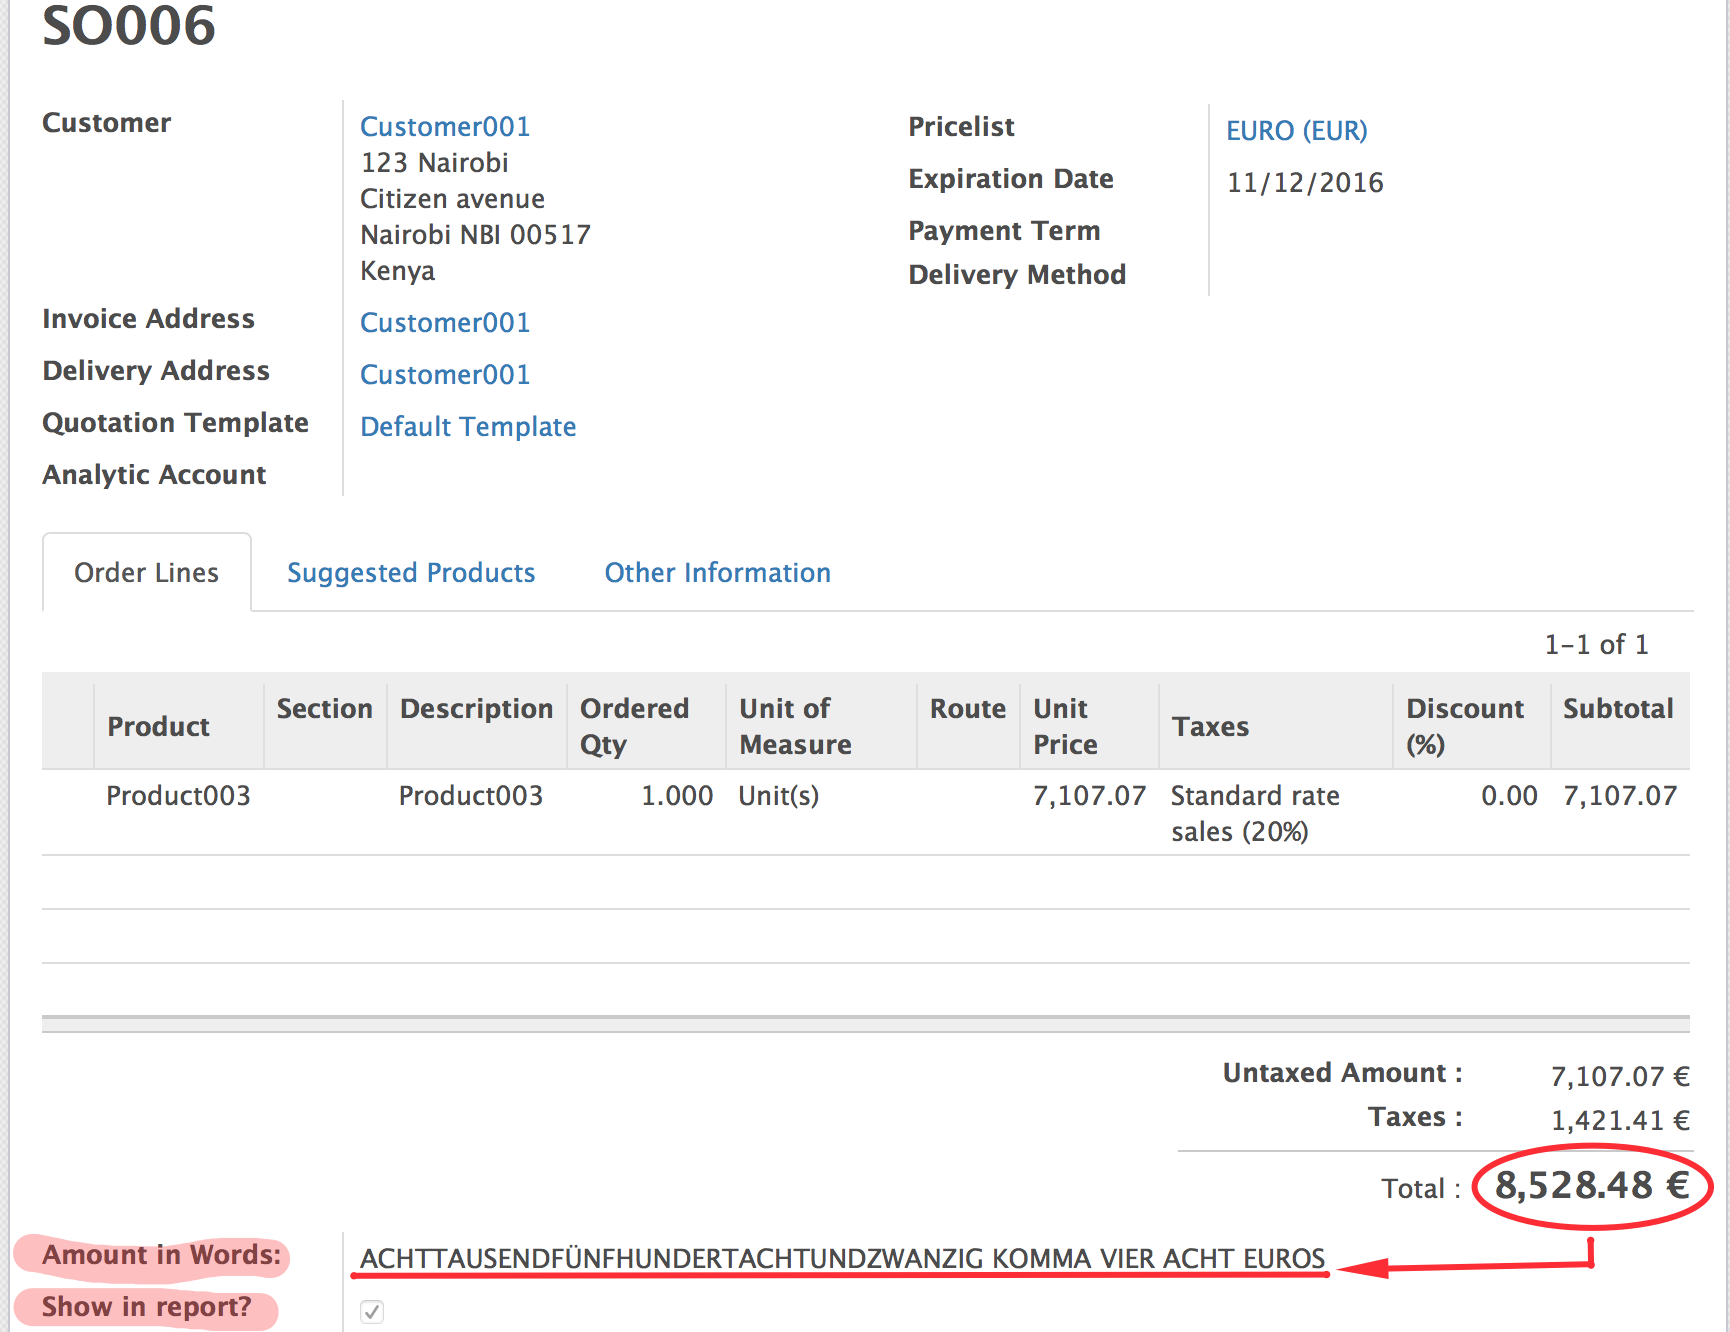 SO006
Customer
Customer001
123 Nairobi
Citizen avenue
Nairobi NBI 00517
Kenya
Invoice Address
Customer001
Delivery Address
Customer001
Quotation Template
Default Template
Analytic Account
Pricelist
EURO (EUR)
Expiration Date
11/12/2016
Payment Term
Delivery Method
Order Lines Suggested Products Other Information
1-1 of 1
Product Section Description Ordered Qty Unit of Measure Route Unit Price Taxes Discount (%) Subtotal
Product003 Product003 1.000 Unit(s) 7,107.07 Standard rate sales (20%) 0.00 7,107.07
Untaxed Amount : 7,107.07 €
Taxes : 1,421.41 €
Total : 8,528.48 €
Amount in Words: ACHTTAUSENDFÜNFHUNDERTACHTUNDZWANZIG KOMMA VIER ACHT EUROS
Show in report?